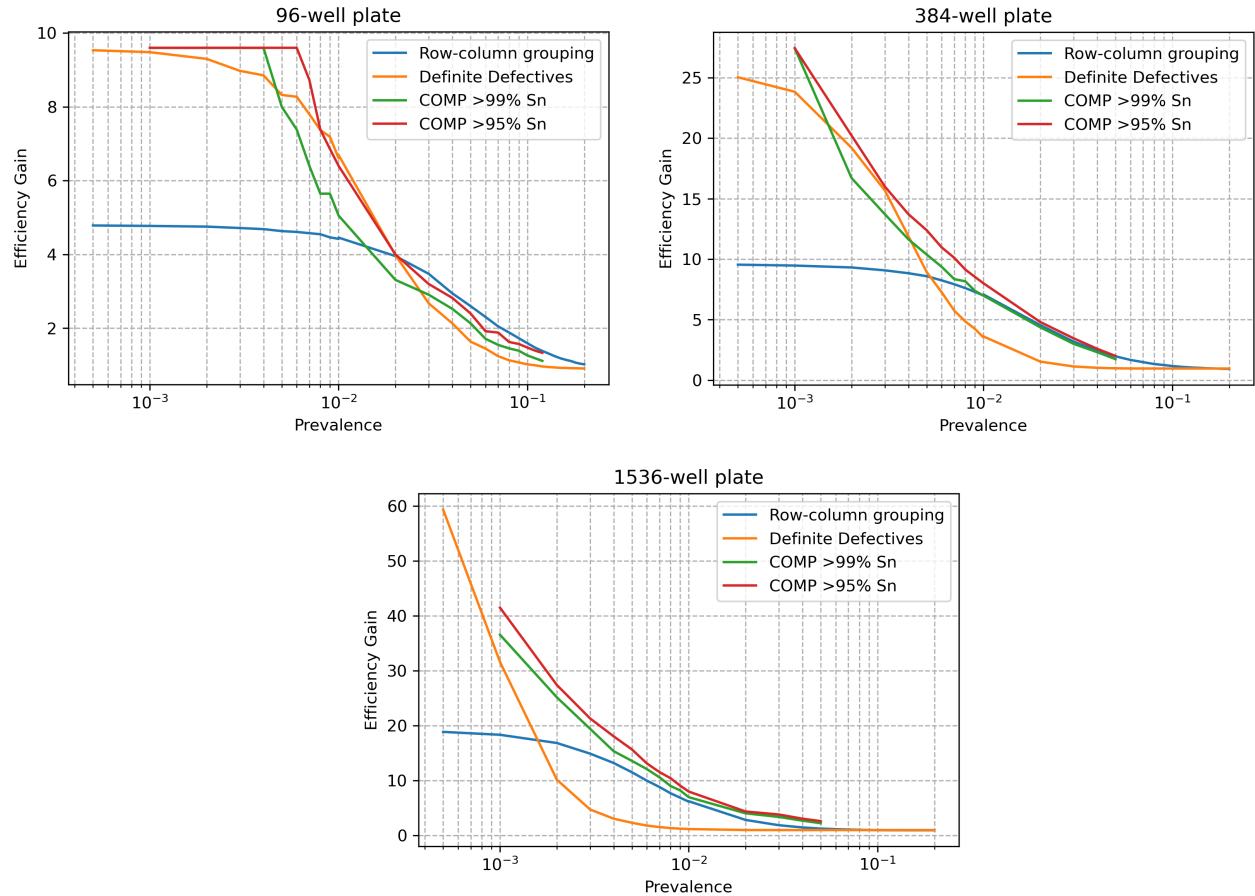 96-well plate
10
8
6
4
2
Efficiency Gain
Row-column grouping
Definite Defectives
COMP >99% Sn
COMP >95% Sn
10⁻³
10⁻²
10⁻¹
Prevalence
384-well plate
25
20
15
10
5
0
Efficiency Gain
Row-column grouping
Definite Defectives
COMP >99% Sn
COMP >95% Sn
10⁻³
10⁻²
10⁻¹
Prevalence
1536-well plate
60
50
40
30
20
10
0
Efficiency Gain
Row-column grouping
Definite Defectives
COMP >99% Sn
COMP >95% Sn
10⁻³
10⁻²
10⁻¹
Prevalence